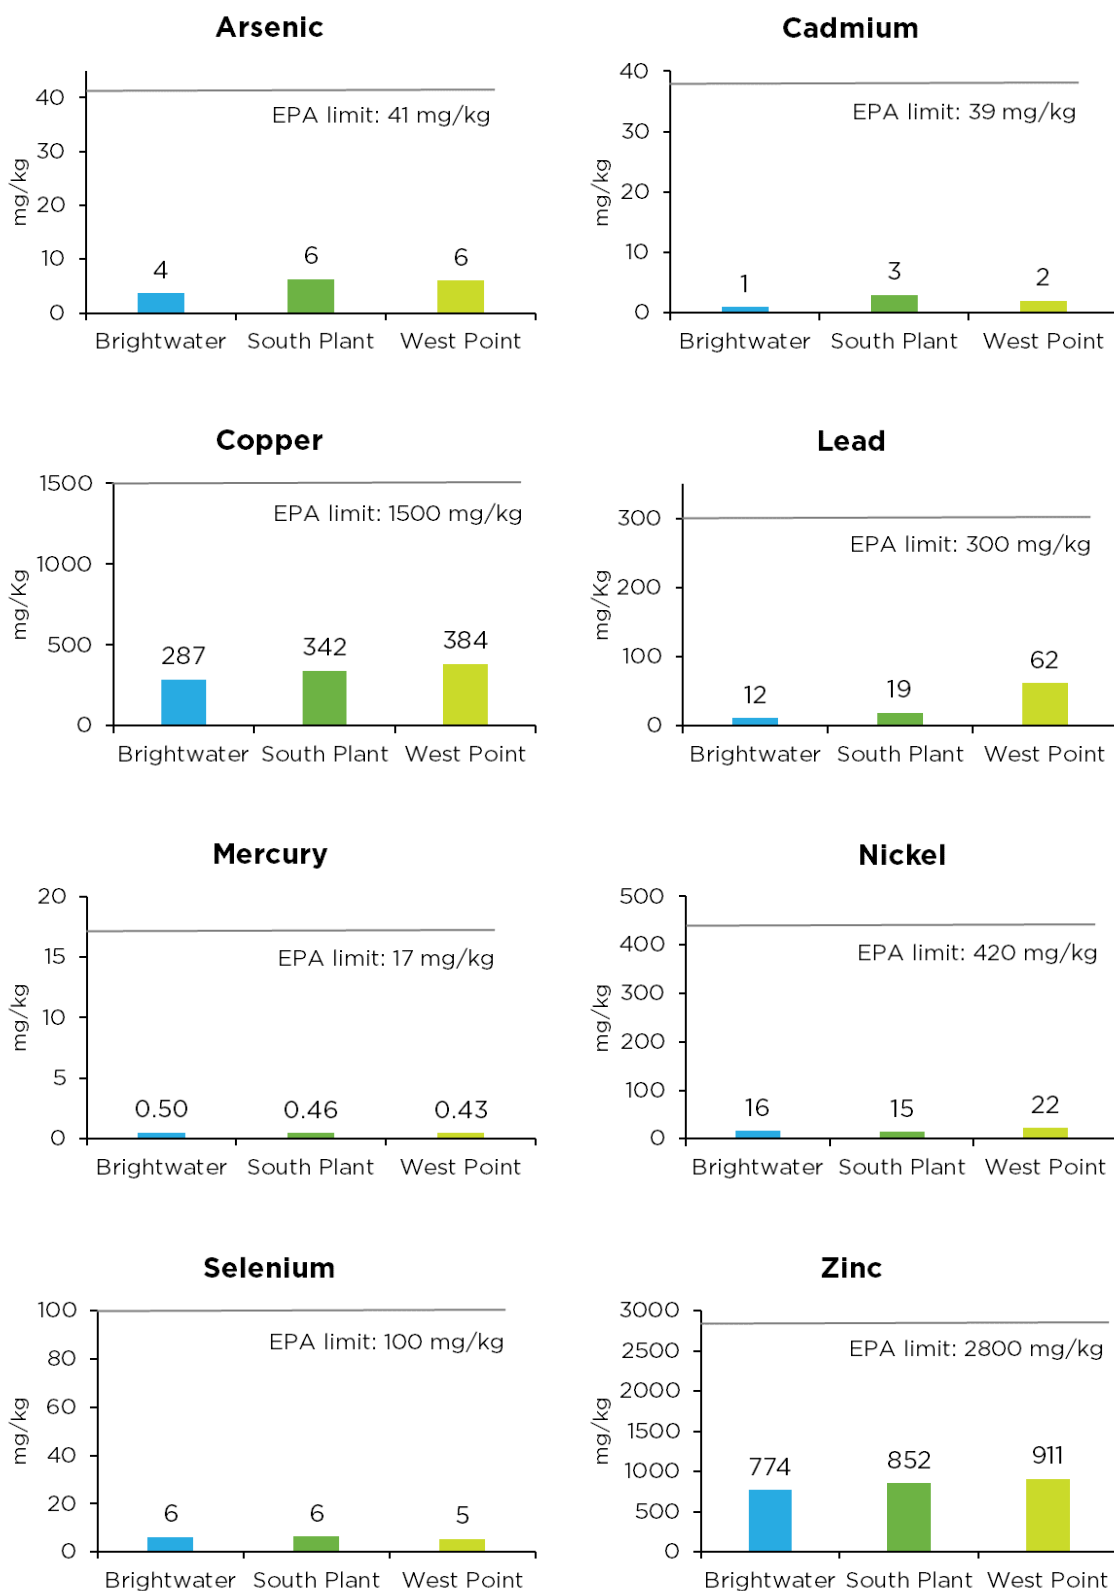 Arsenic
mg/kg
40
30
20
10
0
EPA limit: 41 mg/kg
4
6
6
Brightwater South Plant West Point
Cadmium
mg/kg
40
30
20
10
0
EPA limit: 39 mg/kg
1
3
2
Brightwater South Plant West Point
Copper
mg/Kg
1500
1000
500
0
EPA limit: 1500 mg/kg
287
342
384
Brightwater South Plant West Point
Lead
mg/Kg
300
200
100
0
EPA limit: 300 mg/kg
12
19
62
Brightwater South Plant West Point
Mercury
mg/kg
20
15
10
5
0
EPA limit: 17 mg/kg
0.50
0.46
0.43
Brightwater South Plant West Point
Nickel
mg/kg
500
400
300
200
100
0
EPA limit: 420 mg/kg
16
15
22
Brightwater South Plant West Point
Selenium
mg/kg
100
80
60
40
20
0
EPA limit: 100 mg/kg
6
6
5
Brightwater South Plant West Point
Zinc
mg/kg
3000
2500
2000
1500
1000
500
0
EPA limit: 2800 mg/kg
774
852
911
Brightwater South Plant West Point